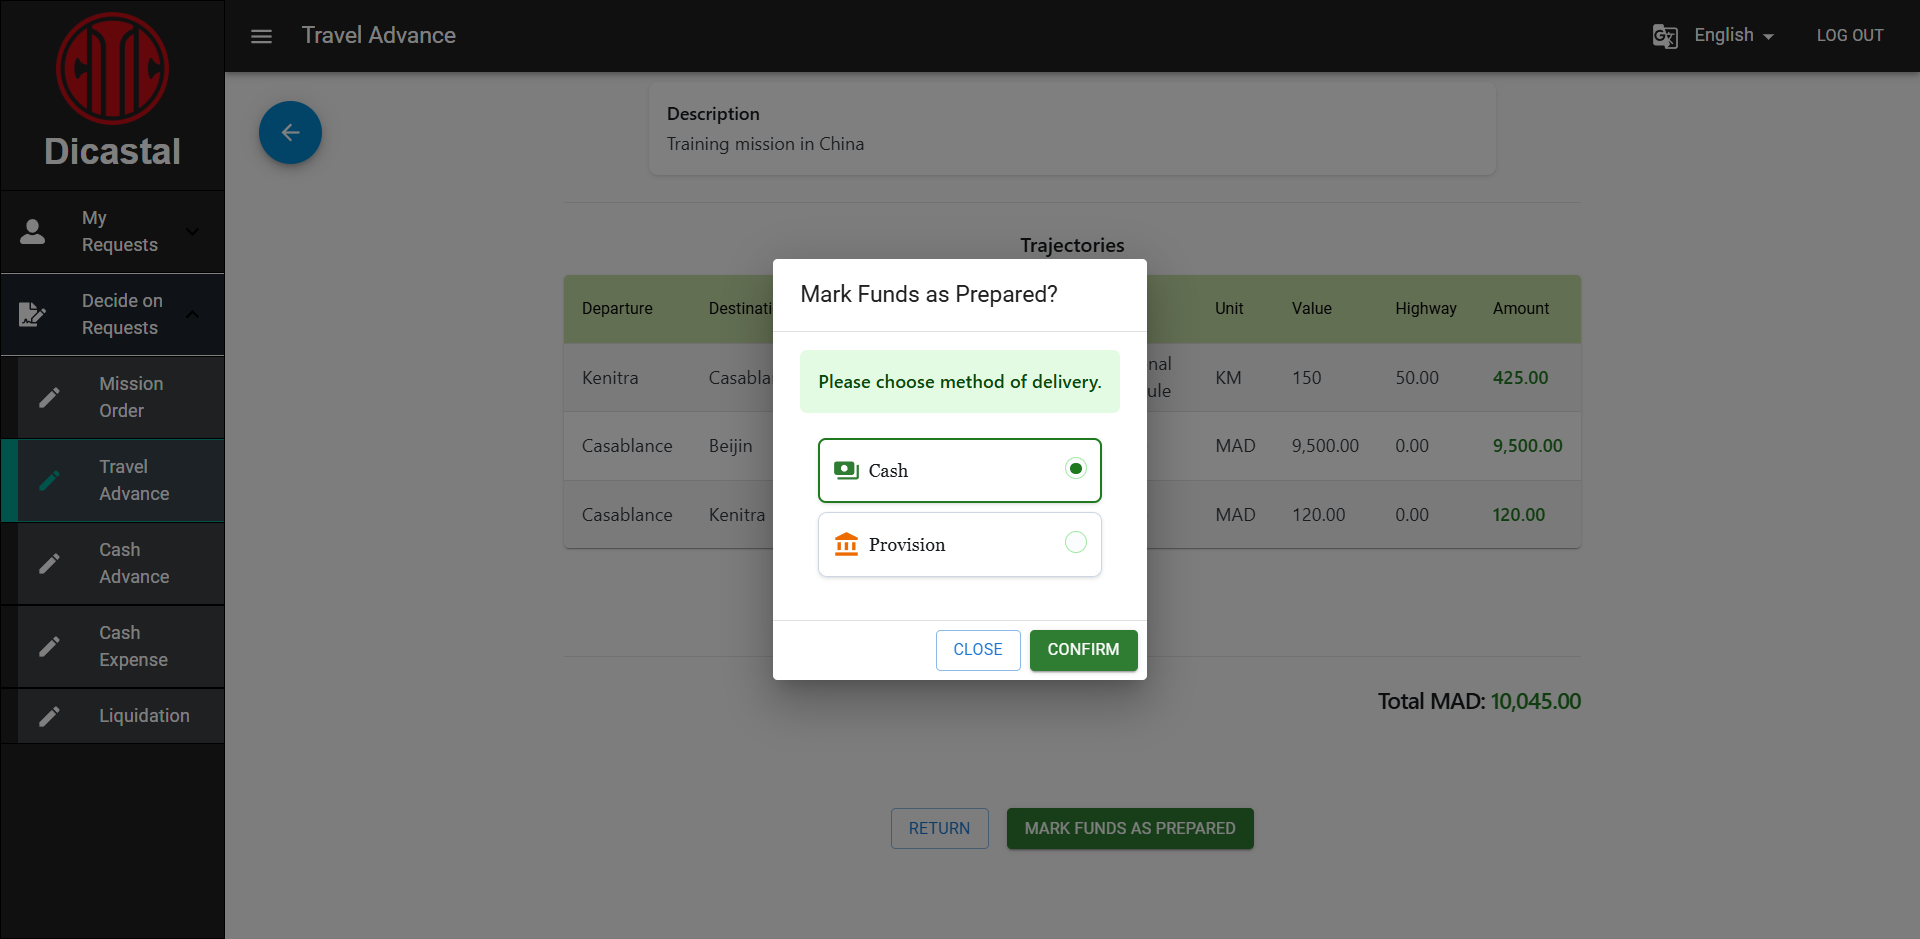 Dicastal
Travel Advance
English
LOG OUT
My
Requests
Decide on
Requests
Mission
Order
Travel
Advance
Cash
Advance
Cash
Expense
Liquidation
Description
Training mission in China
Trajectories
Departure Destinati Unit Value Highway Amount
Kenitra Casabla nal ule KM 150 50.00 425.00
Casablance Beijin MAD 9,500.00 0.00 9,500.00
Casablance Kenitra MAD 120.00 0.00 120.00
Mark Funds as Prepared?
Please choose method of delivery.
Cash
Provision
CLOSE CONFIRM
Total MAD: 10,045.00
RETURN MARK FUNDS AS PREPARED